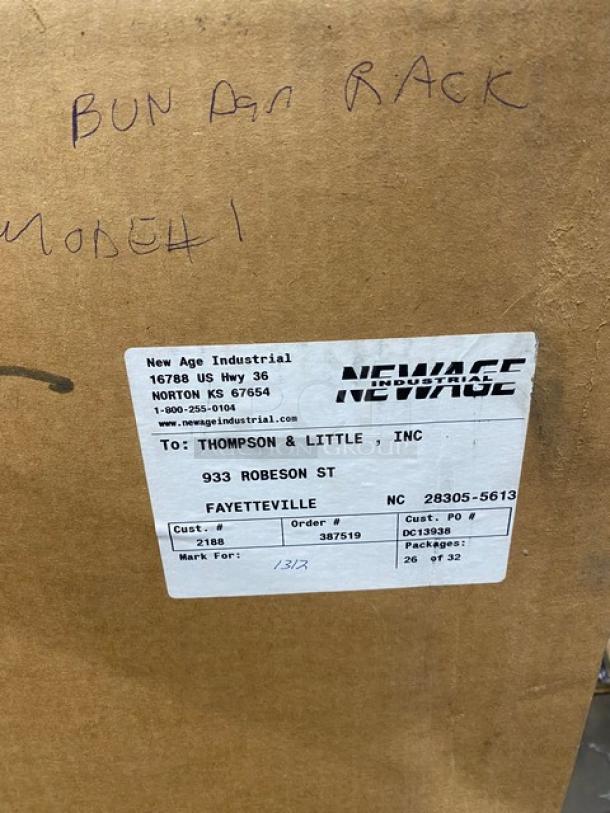 BUN Pan RACK
MODEL# 1
New Age Industrial
16788 US Hwy 36
NORTON KS 67654
1-800-255-0104
www.newageindustrial.com
NEWAGE
INDUSTRIAL
To: THOMPSON & LITTLE , INC
933 ROBESON ST
FAYETTEVILLE NC 28305-5613
Cust. # Order # Cust. PO #
2188 387519 DC13938
Mark For: 1312 Packages:
26 of 32